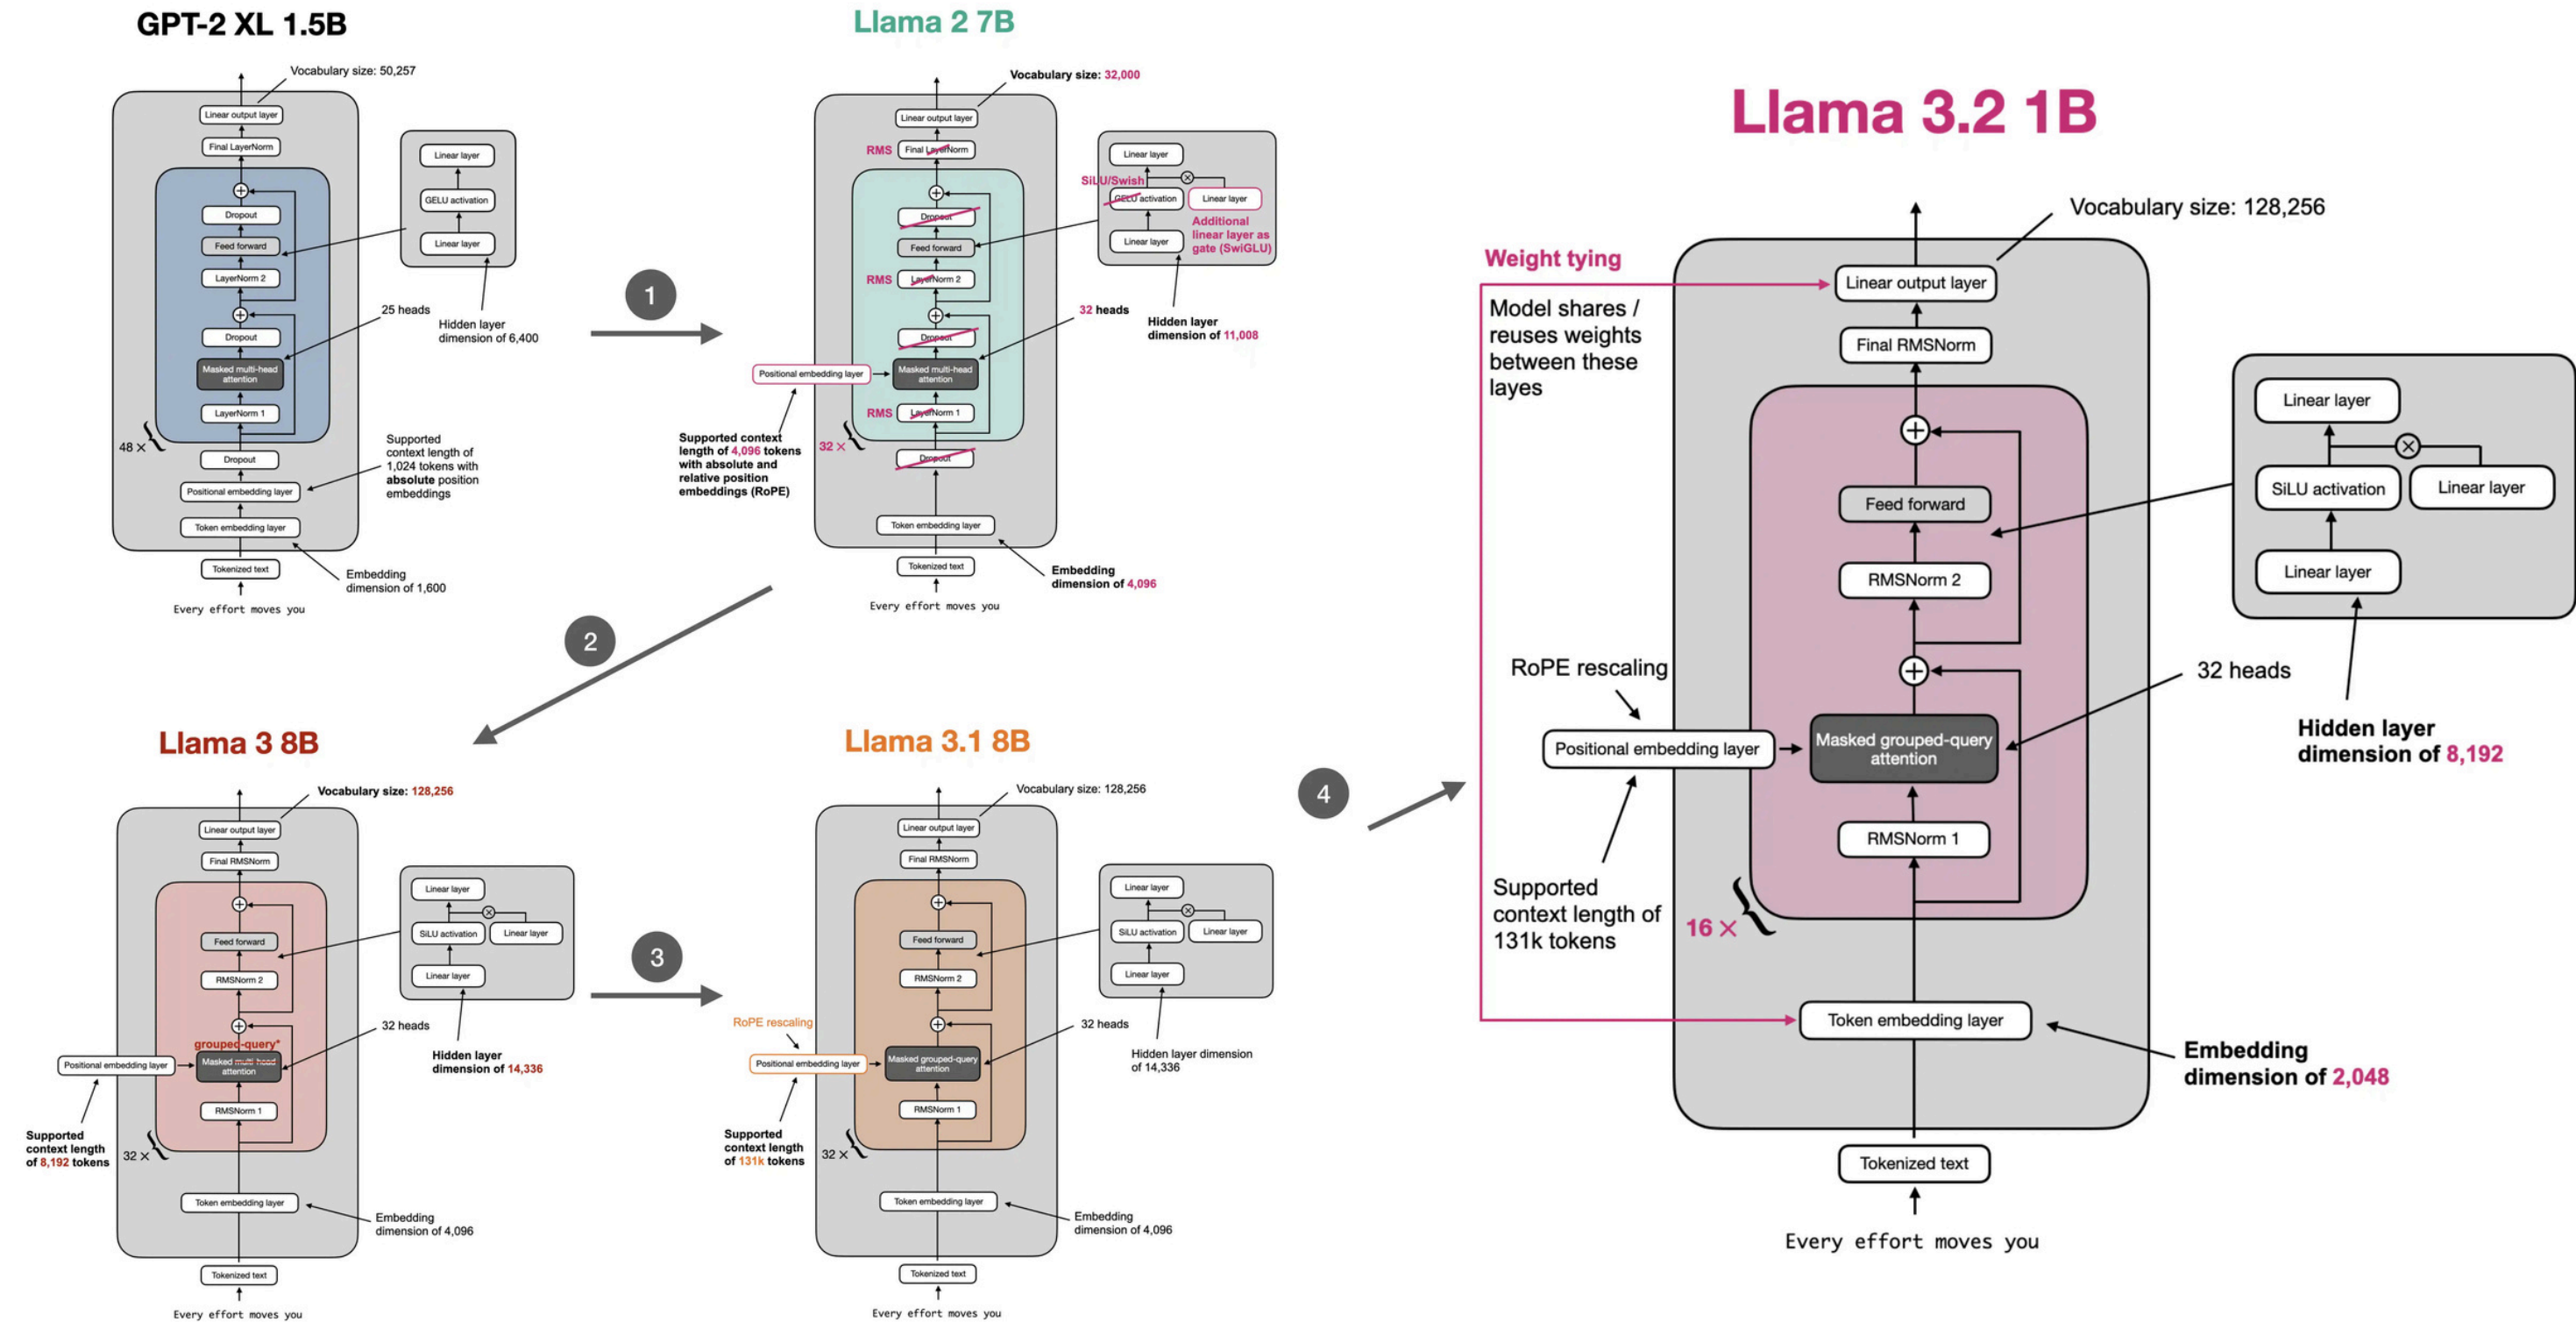 GPT-2 XL 1.5B
Vocabulary size: 50,257
Linear output layer
Final LayerNorm
Dropout
Feed forward
LayerNorm 2
Dropout
Masked multi-head
attention
LayerNorm 1
48 ×
Dropout
Positional embedding layer
Token embedding layer
Tokenized text
Every effort moves you
Linear layer
GELU activation
Linear layer
25 heads
Hidden layer
dimension of 6,400
Supported
context length of
1,024 tokens with
absolute position
embeddings
Embedding
dimension of 1,600
1
Llama 2 7B
Vocabulary size: 32,000
Linear output layer
RMS
Final LayerNorm
Dropout
Feed forward
RMS
LayerNorm 2
Dropout
Positional embedding layer
Masked multi-head
attention
RMS
LayerNorm 1
32 ×
Dropout
Token embedding layer
Tokenized text
Every effort moves you
Supported context
length of 4,096 tokens
with absolute and
relative position
embeddings (RoPE)
Linear layer
SiLU/Swish
GELU activation
Linear layer
Additional
linear layer as
gate (SwiGLU)
Linear layer
32 heads
Hidden layer
dimension of 11,008
Embedding
dimension of 4,096
2
Llama 3 8B
Vocabulary size: 128,256
Linear output layer
Final RMSNorm
Feed forward
RMSNorm 2
grouped-query*
Positional embedding layer
Masked multi-head
attention
RMSNorm 1
Supported
context length
of 8,192 tokens
32 ×
Token embedding layer
Tokenized text
Every effort moves you
Linear layer
SiLU activation
Linear layer
Linear layer
32 heads
Hidden layer
dimension of 14,336
Embedding
dimension of 4,096
3
Llama 3.1 8B
Vocabulary size: 128,256
Linear output layer
Final RMSNorm
Feed forward
RMSNorm 2
RoPE rescaling
Positional embedding layer
Masked grouped-query
attention
RMSNorm 1
Supported
context length
of 131k tokens
32 ×
Token embedding layer
Tokenized text
Every effort moves you
Linear layer
SiLU activation
Linear layer
Linear layer
32 heads
Hidden layer dimension
of 14,336
Embedding
dimension of 4,096
4
Llama 3.2 1B
Vocabulary size: 128,256
Weight tying
Model shares /
reuses weights
between these
layes
Linear output layer
Final RMSNorm
Feed forward
RMSNorm 2
RoPE rescaling
Positional embedding layer
Masked grouped-query
attention
RMSNorm 1
Supported
context length of
131k tokens
16 ×
Token embedding layer
Tokenized text
Every effort moves you
Linear layer
SiLU activation
Linear layer
Linear layer
32 heads
Hidden layer
dimension of 8,192
Embedding
dimension of 2,048